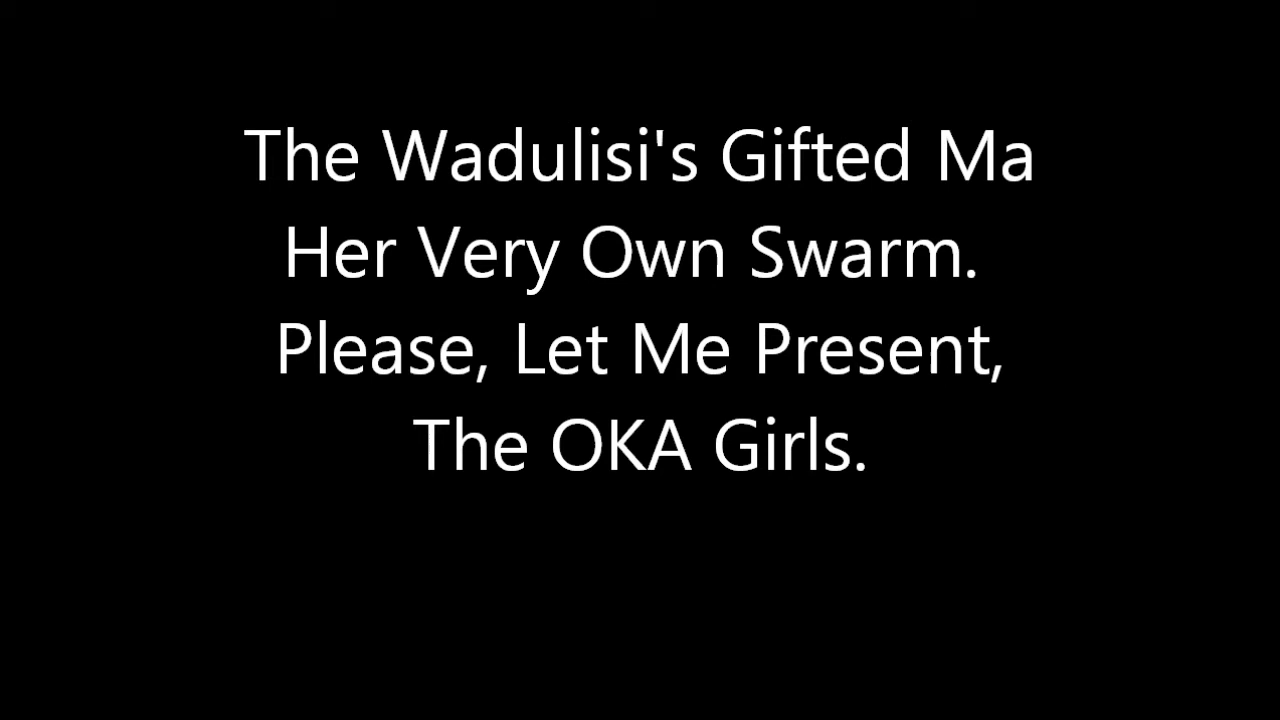 The Wadulisi's Gifted Ma
Her Very Own Swarm.
Please, Let Me Present,
The OKA Girls.